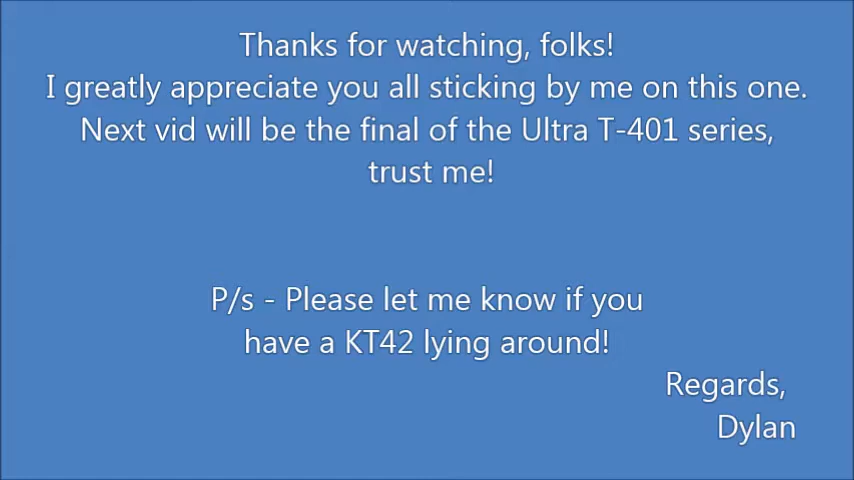 Thanks for watching, folks!
I greatly appreciate you all sticking by me on this one.
Next vid will be the final of the Ultra T-401 series,
trust me!
P/s - Please let me know if you
have a KT42 lying around!
Regards,
Dylan